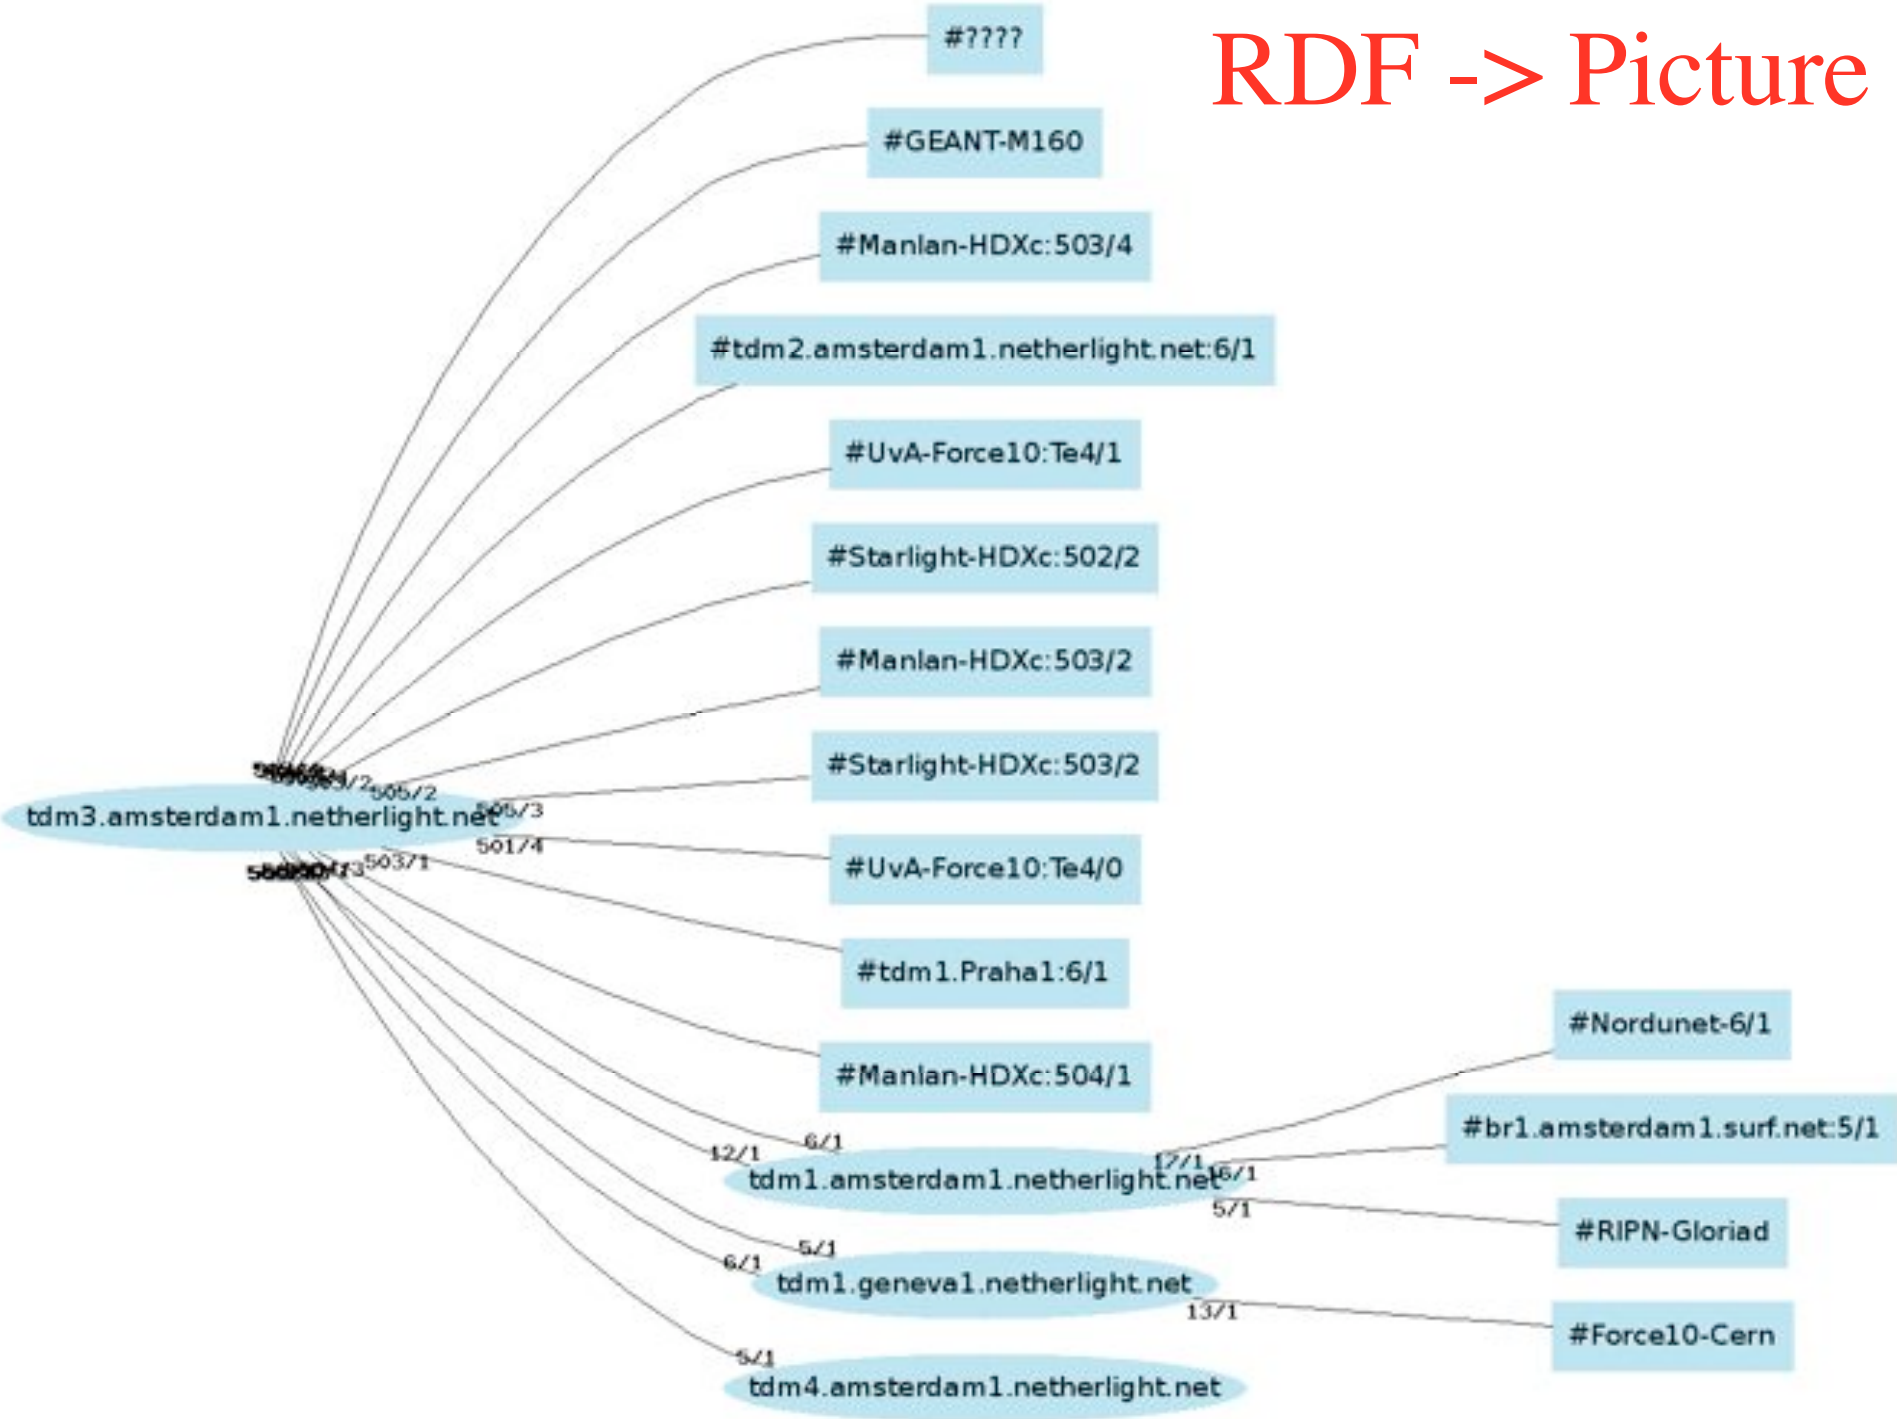 RDF -> Picture
#????
#GEANT-M160
#Manlan-HDXc:503/4
#tdm2.amsterdam1.netherlight.net:6/1
#UvA-Force10:Te4/1
#Starlight-HDXc:502/2
#Manlan-HDXc:503/2
#Starlight-HDXc:503/2
505/2
505/3
tdm3.amsterdam1.netherlight.net
501/4
503/1
#UvA-Force10:Te4/0
#tdm1.Praha1:6/1
#Manlan-HDXc:504/1
#Nordunet-6/1
#br1.amsterdam1.surf.net:5/1
6/1
12/1
17/1
16/1
tdm1.amsterdam1.netherlight.net
5/1
#RIPN-Gloriad
5/1
6/1
tdm1.geneva1.netherlight.net
13/1
#Force10-Cern
5/1
tdm4.amsterdam1.netherlight.net